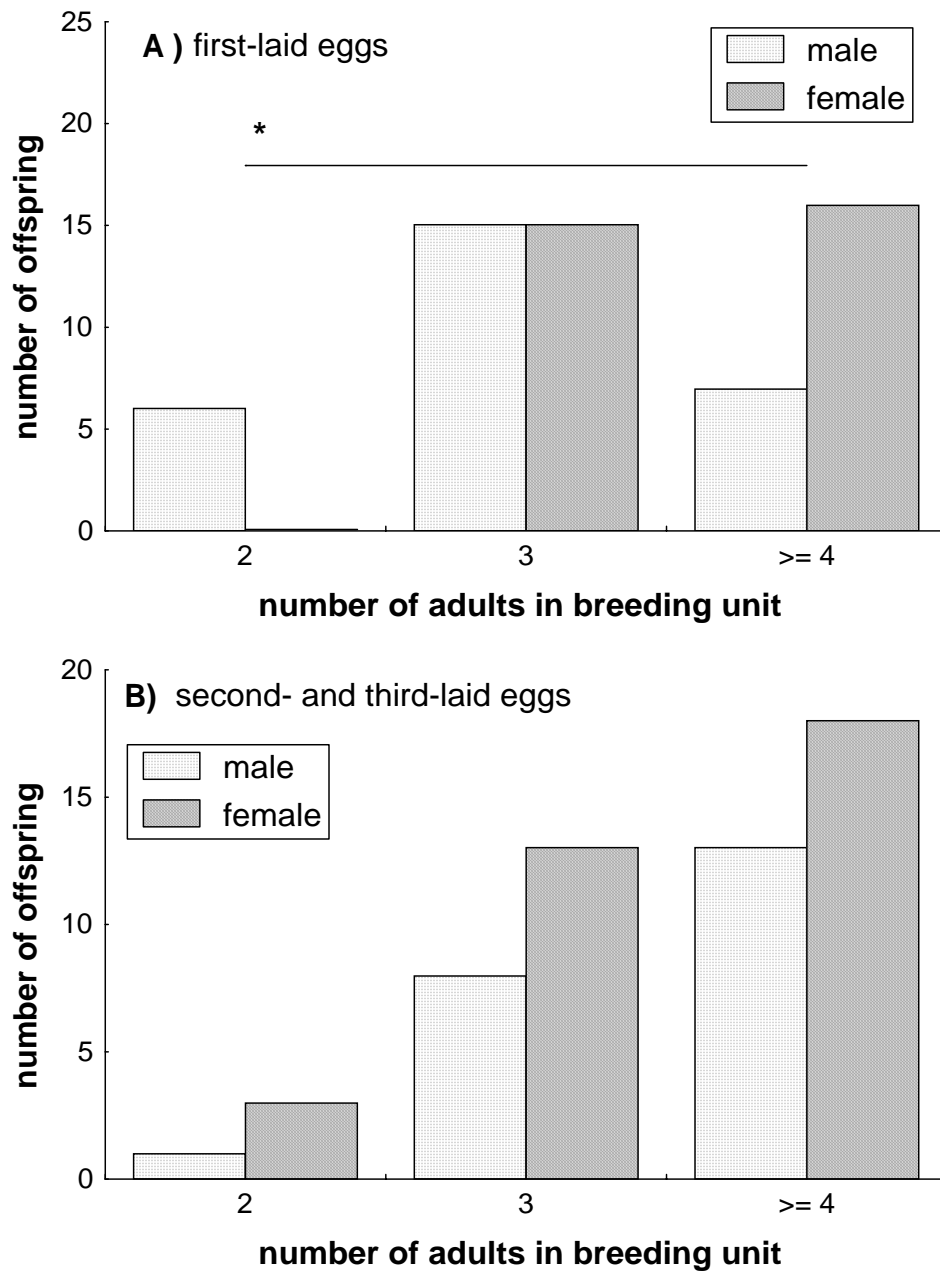 A ) first-laid eggs
male
female
*
number of offspring
25
20
15
10
5
0
2 3 >= 4
number of adults in breeding unit
B) second- and third-laid eggs
male
female
number of offspring
20
15
10
5
0
2 3 >= 4
number of adults in breeding unit